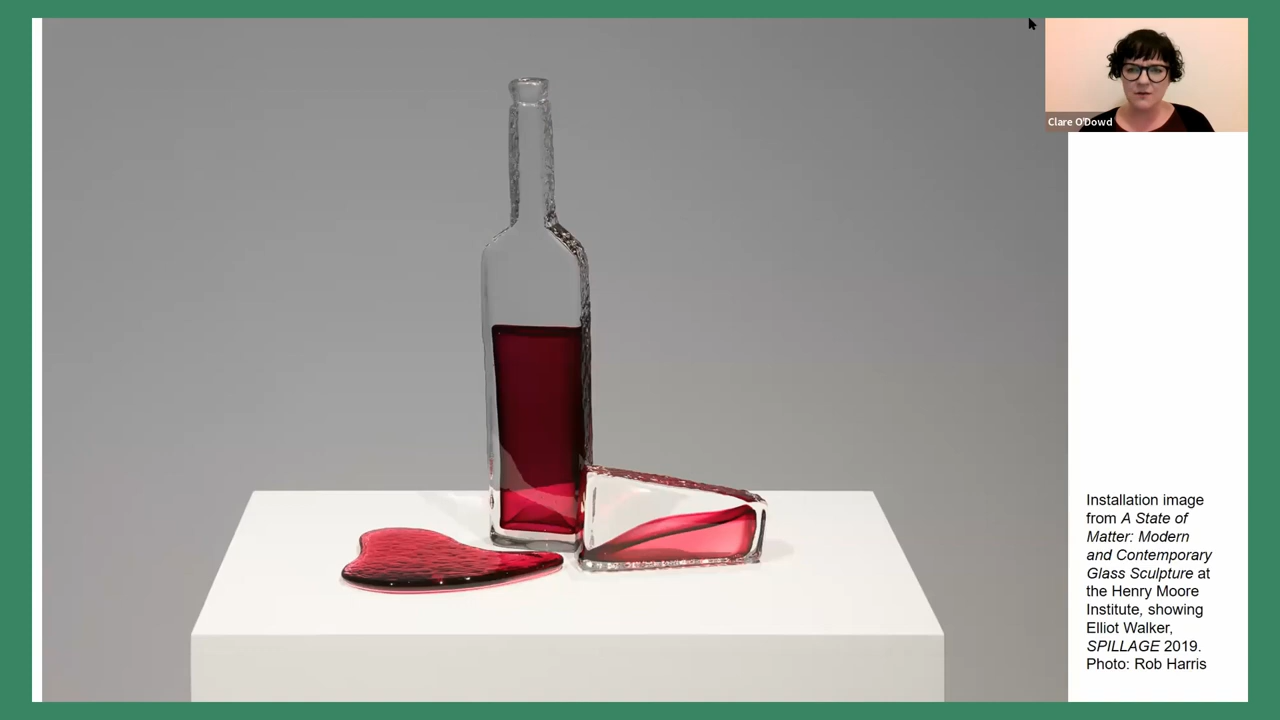 Clare O'Dowd
Installation image
from A State of
Matter: Modern
and Contemporary
Glass Sculpture at
the Henry Moore
Institute, showing
Elliot Walker,
SPILLAGE 2019.
Photo: Rob Harris